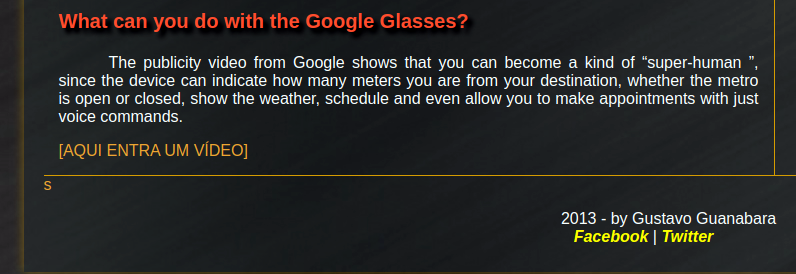 What can you do with the Google Glasses?
The publicity video from Google shows that you can become a kind of “super-human ”,
since the device can indicate how many meters you are from your destination, whether the metro
is open or closed, show the weather, schedule and even allow you to make appointments with just
voice commands.
[AQUI ENTRA UM VÍDEO]
s
2013 - by Gustavo Guanabara
Facebook | Twitter